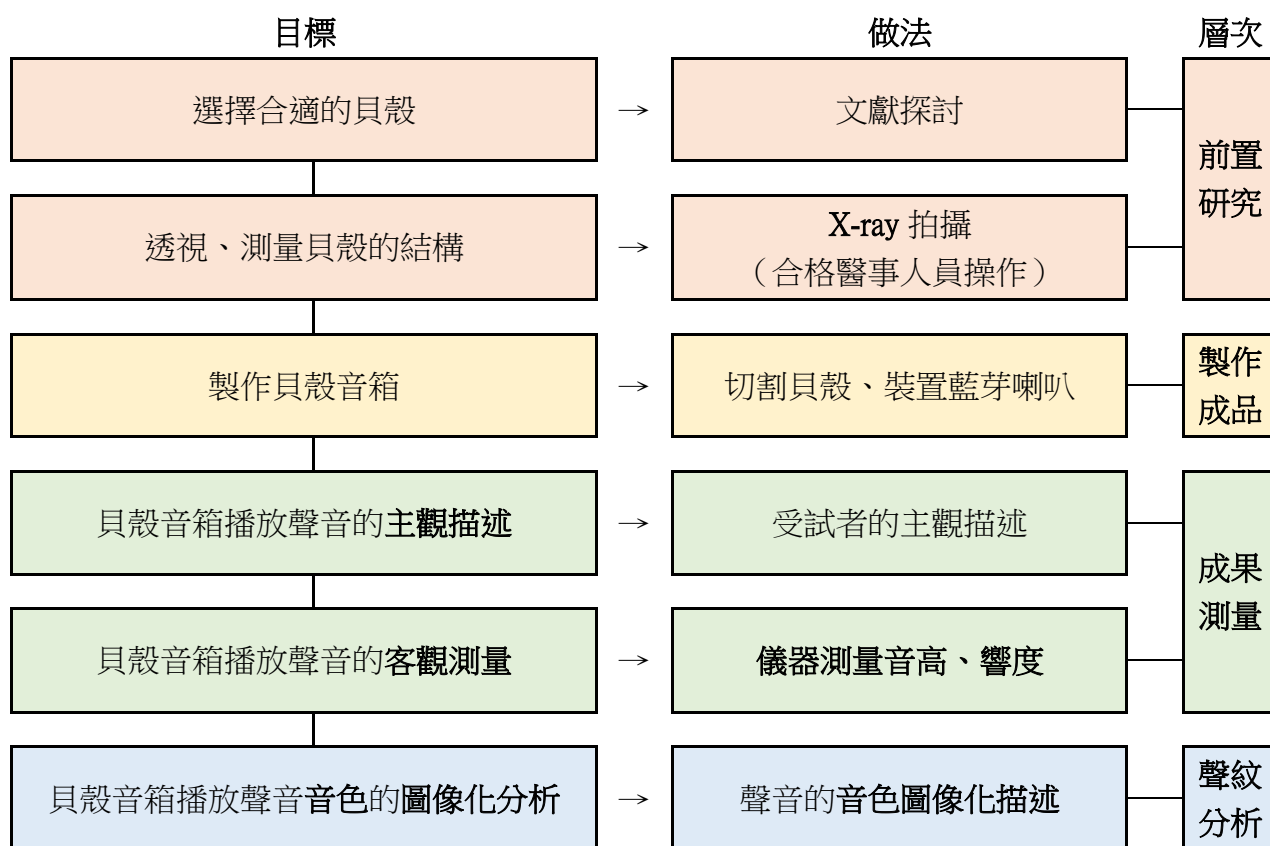 目標 做法 層次
選擇合適的貝殼 → 文獻探討
前置
研究
透視、測量貝殼的結構 → X-ray 拍攝
（合格醫事人員操作）
製作貝殼音箱 → 切割貝殼、裝置藍芽喇叭
製作
成品
貝殼音箱播放聲音的主觀描述 → 受試者的主觀描述
成果
測量
貝殼音箱播放聲音的客觀測量 → 儀器測量音高、響度
貝殼音箱播放聲音音色的圖像化分析 → 聲音的音色圖像化描述
聲紋
分析